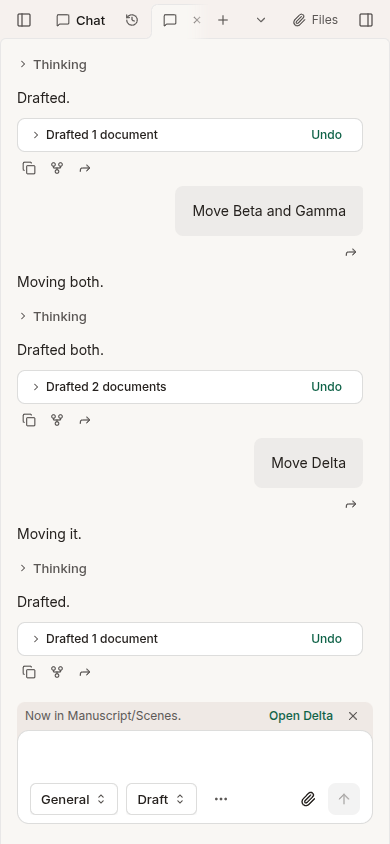 Chat
Files
Thinking
Drafted.
Drafted 1 document
Undo
Move Beta and Gamma
Moving both.
Thinking
Drafted both.
Drafted 2 documents
Undo
Move Delta
Moving it.
Thinking
Drafted.
Drafted 1 document
Undo
Now in Manuscript/Scenes.
Open Delta
General
Draft